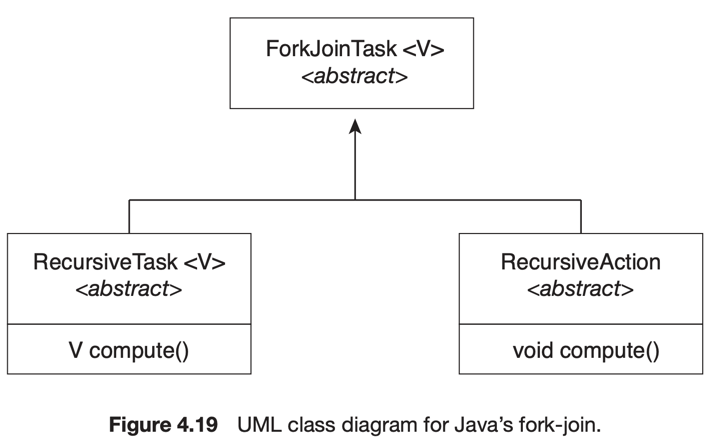 ForkJoinTask <V>
<abstract>
RecursiveTask <V>
<abstract>
V compute()
RecursiveAction
<abstract>
void compute()
Figure 4.19 UML class diagram for Java’s fork-join.